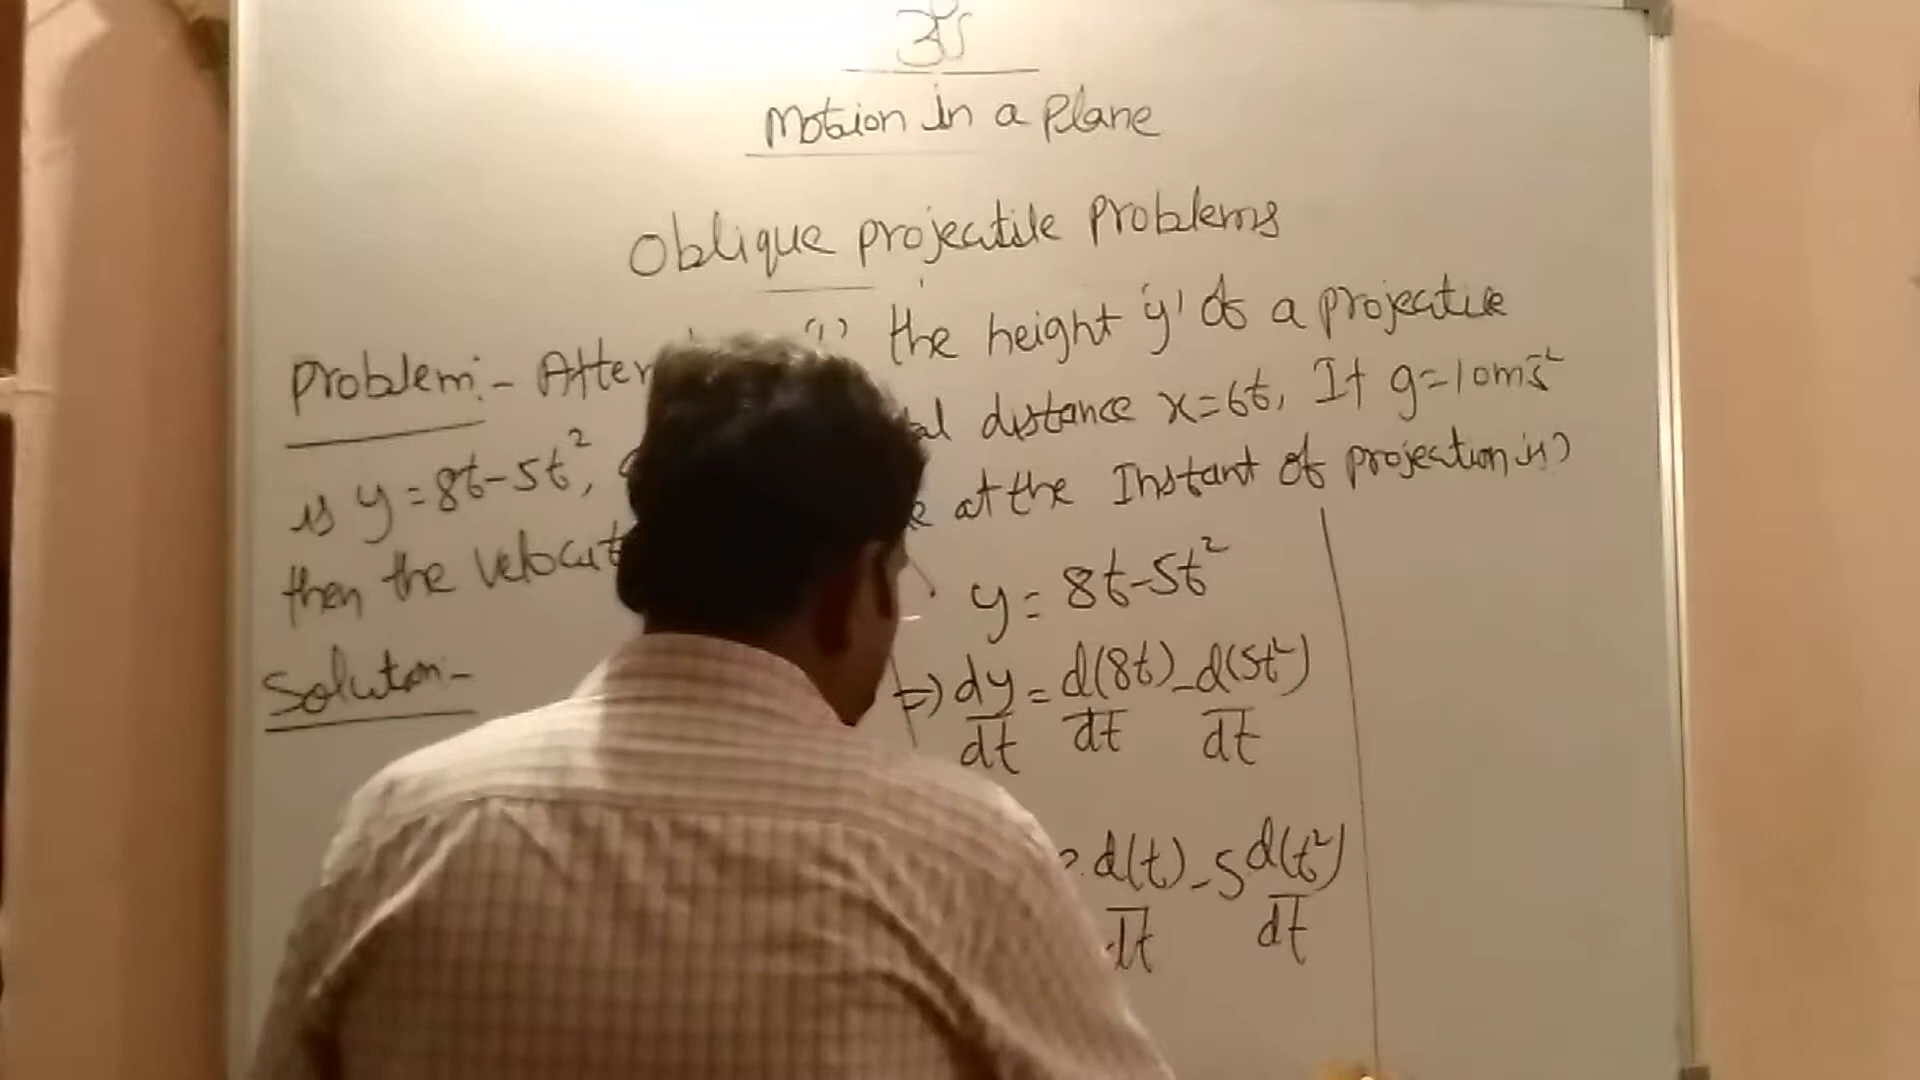 ॐ
Motion in a Plane
Oblique projectile problems
Problem:- After the height 'y' of a projectile
is y=8t-5t², distance x=6t, If g=10ms⁻²
then the at the Instant of projection is?
Solution:-
y = 8t-5t²
⇒ dy/dt = d(8t)/dt - d(5t²)/dt
d(t)/dt - 5 d(t²)/dt